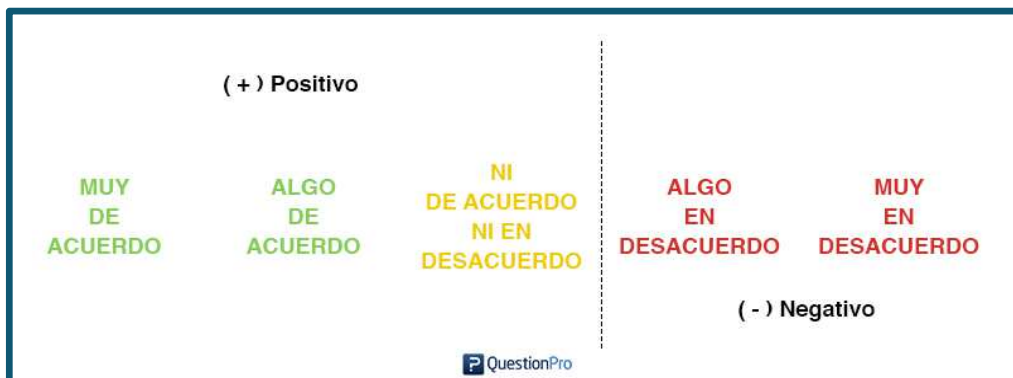 ( + ) Positivo
MUY
DE
ACUERDO
ALGO
DE
ACUERDO
NI
DE ACUERDO
NI EN
DESACUERDO
ALGO
EN
DESACUERDO
MUY
EN
DESACUERDO
( - ) Negativo
QuestionPro